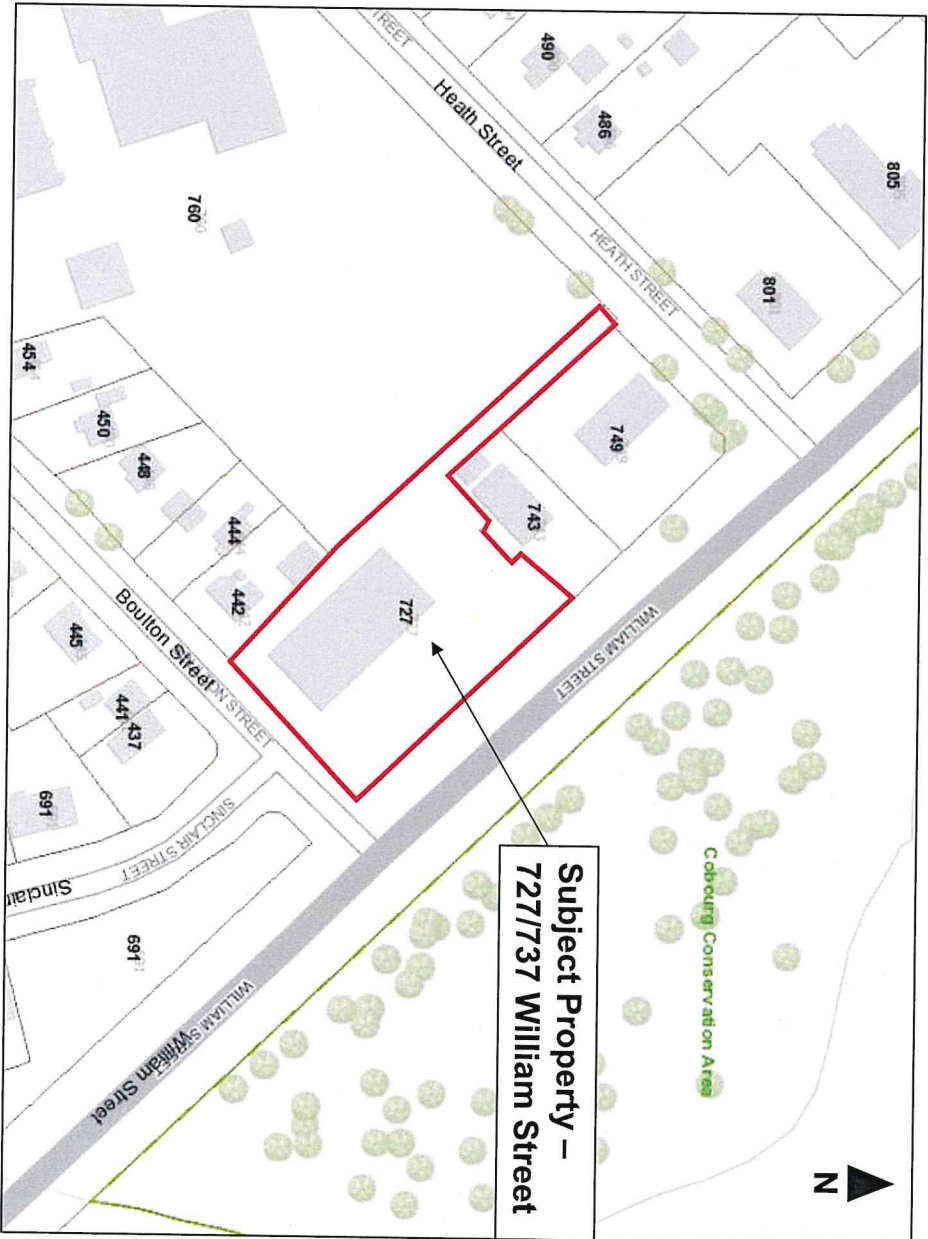 N
805
801
490
486
STREET
Heath Street
HEATH STREET
749
743
760
727
WILLIAM STREET
Cobourg Conservation Area
Subject Property –
727/737 William Street
454
450
448
444
442
Boulton Street
ON STREET
445
441
437
691
SINCLAIR STREET
Sinclair
691
WILLIAM STREET
William Street